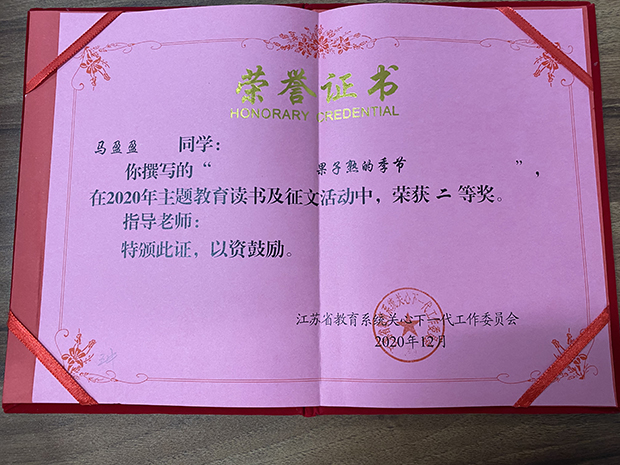 荣誉证书
HONORARY CREDENTIAL
马盈盈 同学：
你撰写的“ 果子熟的季节 ”，
在2020年主题教育读书及征文活动中，荣获 二 等奖。
指导老师：
特颁此证，以资鼓励。
江苏省教育系统关心下一代工作委员会
2020年12月